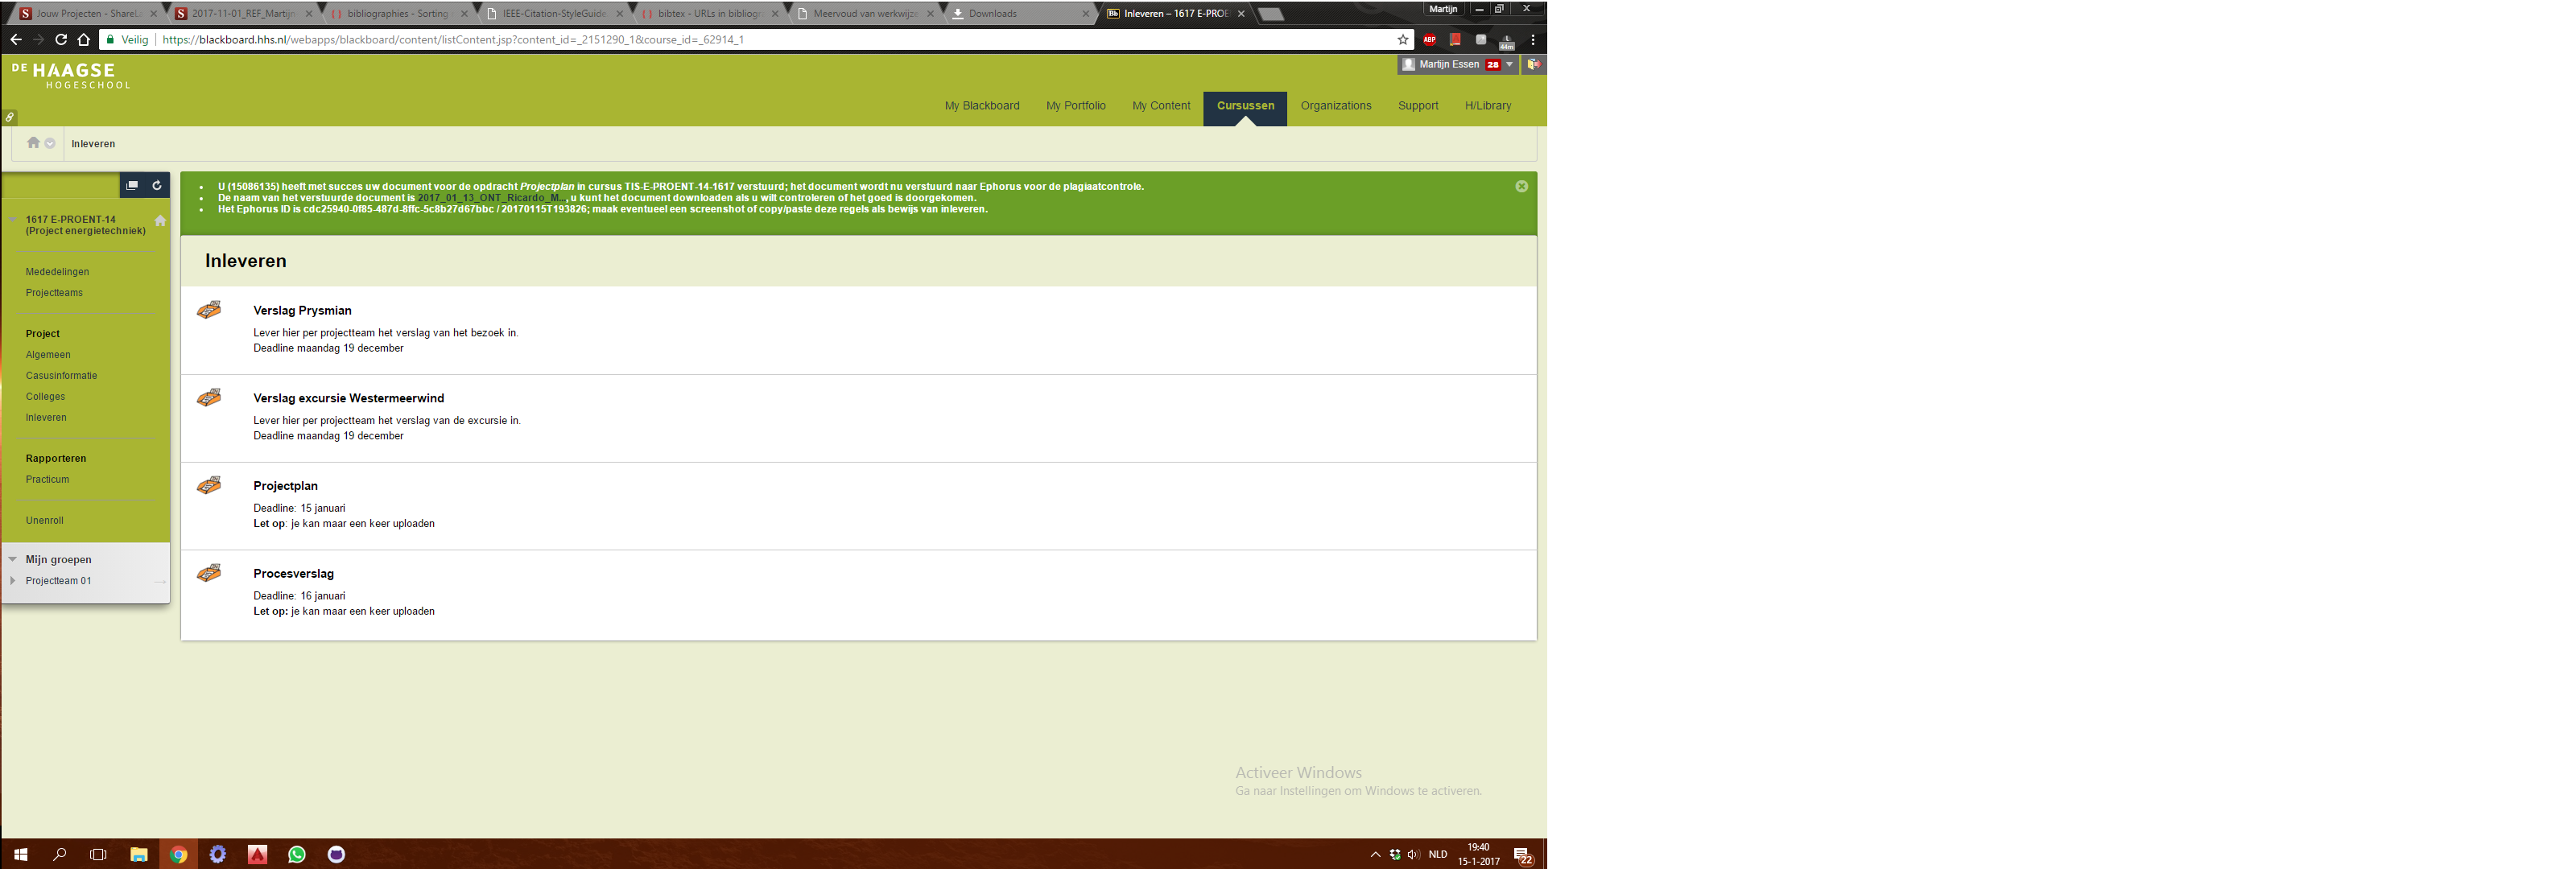 Jouw Projecten - ShareL
2017-11-01_REF_Martijn
bibliographies - Sorting
IEEE-Citation-StyleGuide
bibtex - URLs in bibliogra
Meervoud van werkwijze
Downloads
Bb Inleveren – 1617 E-PROE
Martijn
Veilig https://blackboard.hhs.nl/webapps/blackboard/content/listContent.jsp?content_id=_2151290_1&course_id=_62914_1
ABP
44m
DE HAAGSE
HOGESCHOOL
Martijn Essen 28
My Blackboard My Portfolio My Content Cursussen Organizations Support H/Library
Inleveren
1617 E-PROENT-14
(Project energietechniek)
Mededelingen
Projectteams
Project
Algemeen
Casusinformatie
Colleges
Inleveren
Rapporteren
Practicum
Unenroll
Mijn groepen
Projectteam 01
U (15086135) heeft met succes uw document voor de opdracht Projectplan in cursus TIS-E-PROENT-14-1617 verstuurd; het document wordt nu verstuurd naar Ephorus voor de plagiaatcontrole.
De naam van het verstuurde document is 2017_01_13_ONT_Ricardo_M..., u kunt het document downloaden als u wilt controleren of het goed is doorgekomen.
Het Ephorus ID is cdc25940-0f85-487d-8ffc-5c8b27d67bbc / 20170115T193826; maak eventueel een screenshot of copy/paste deze regels als bewijs van inleveren.
Inleveren
Verslag Prysmian
Lever hier per projectteam het verslag van het bezoek in.
Deadline maandag 19 december
Verslag excursie Westermeerwind
Lever hier per projectteam het verslag van de excursie in.
Deadline maandag 19 december
Projectplan
Deadline: 15 januari
Let op: je kan maar een keer uploaden
Procesverslag
Deadline: 16 januari
Let op: je kan maar een keer uploaden
Activeer Windows
Ga naar Instellingen om Windows te activeren.
NLD
19:40
15-1-2017
22